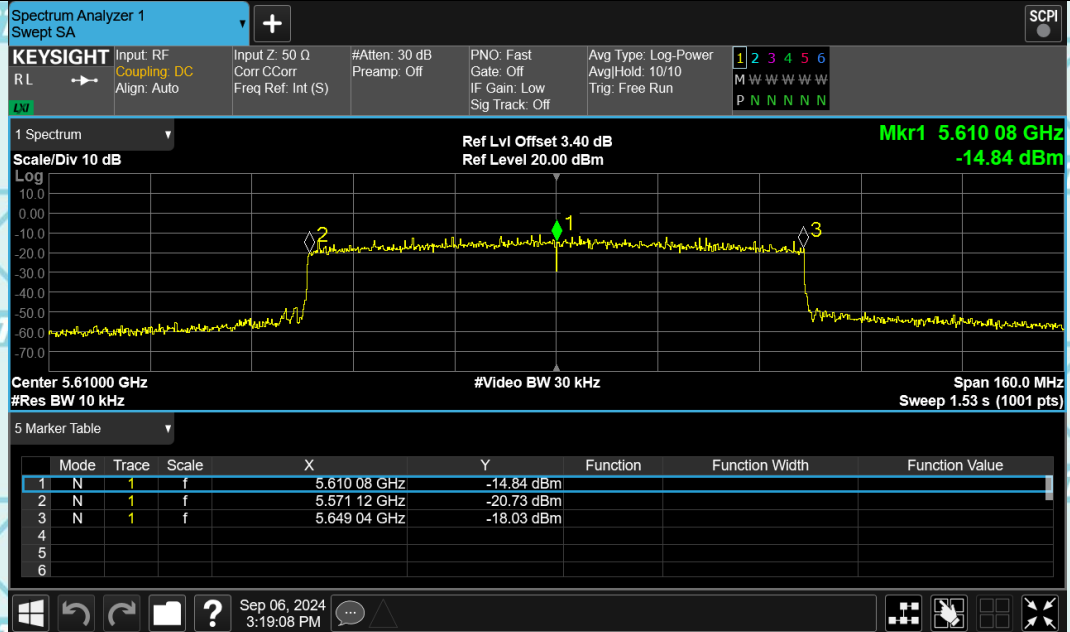 Spectrum Analyzer 1
Swept SA
+
SCPI
KEYSIGHT
RL
LXI
Input: RF
Coupling: DC
Align: Auto
Input Z: 50 Ω
Corr CCorr
Freq Ref: Int (S)
#Atten: 30 dB
Preamp: Off
PNO: Fast
Gate: Off
IF Gain: Low
Sig Track: Off
Avg Type: Log-Power
Avg|Hold: 10/10
Trig: Free Run
1 2 3 4 5 6
M W W W W W
P N N N N N
1 Spectrum
Scale/Div 10 dB
Ref Lvl Offset 3.40 dB
Ref Level 20.00 dBm
Mkr1 5.610 08 GHz
-14.84 dBm
Log
10.0
0.00
-10.0
-20.0
-30.0
-40.0
-50.0
-60.0
-70.0
2
1
3
Center 5.61000 GHz
#Video BW 30 kHz
Span 160.0 MHz
#Res BW 10 kHz
Sweep 1.53 s (1001 pts)
5 Marker Table
Mode Trace Scale X Y Function Function Width Function Value
1 N 1 f 5.610 08 GHz -14.84 dBm
2 N 1 f 5.571 12 GHz -20.73 dBm
3 N 1 f 5.649 04 GHz -18.03 dBm
4
5
6
?
Sep 06, 2024
3:19:08 PM